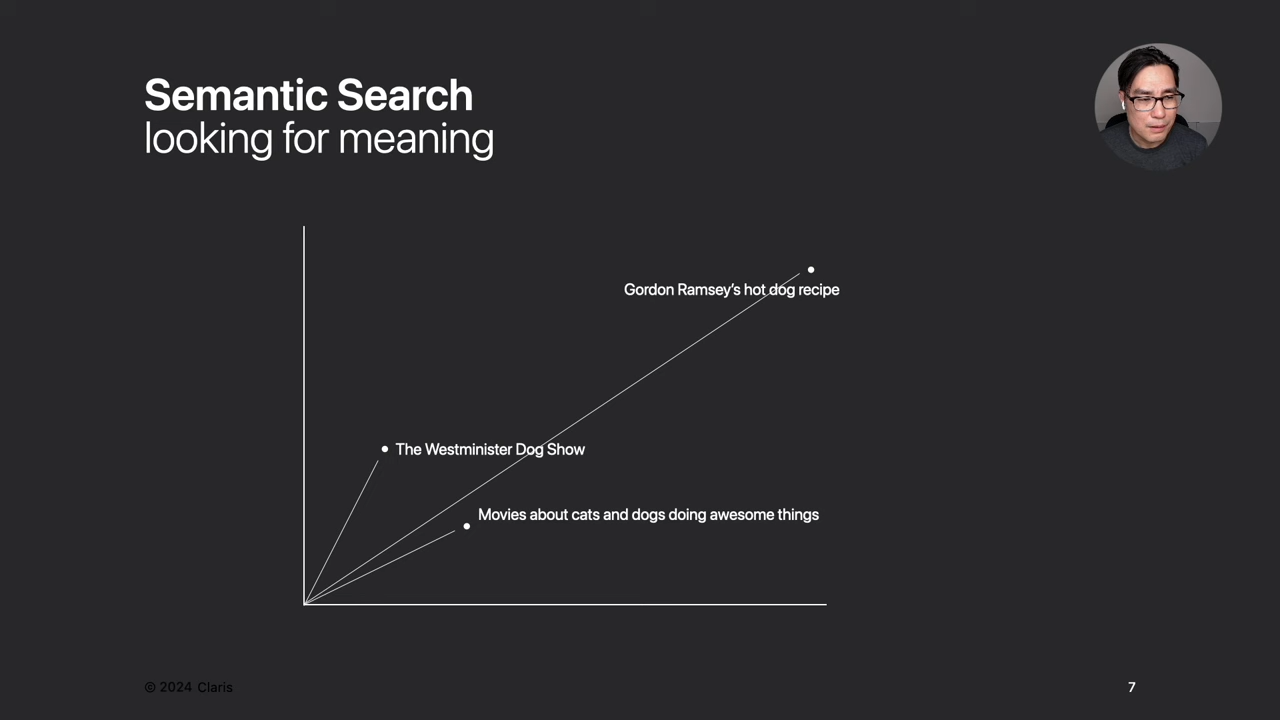 Semantic Search
looking for meaning
Gordon Ramsey's hot dog recipe
The Westminister Dog Show
Movies about cats and dogs doing awesome things
© 2024 Claris
7